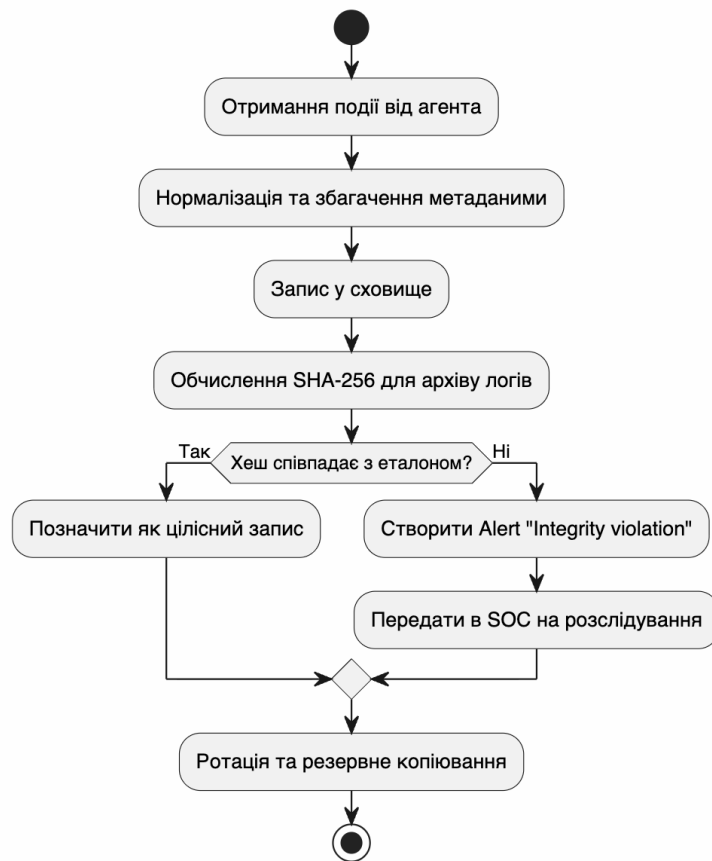 Отримання події від агента
Нормалізація та збагачення метаданими
Запис у сховище
Обчислення SHA-256 для архіву логів
Так
Хеш співпадає з еталоном?
Ні
Позначити як цілісний запис
Створити Alert "Integrity violation"
Передати в SOC на розслідування
Ротація та резервне копіювання